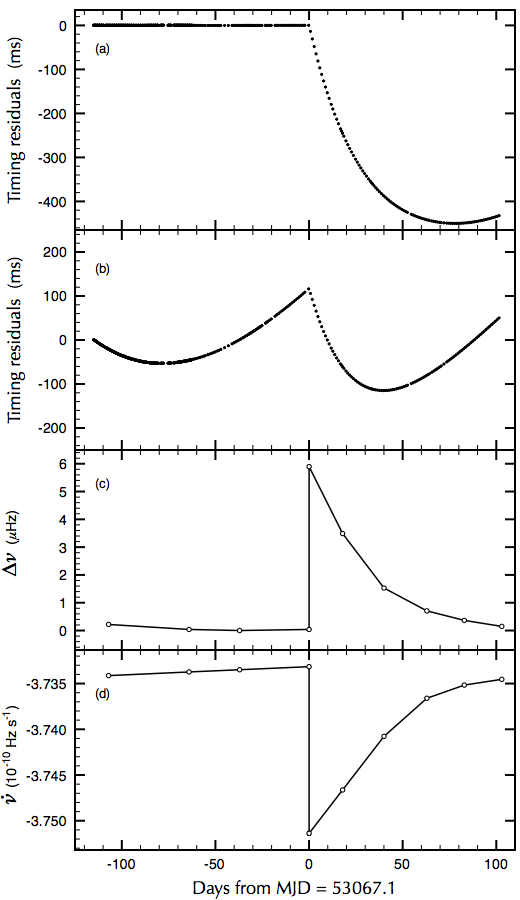 0
-100
-200
-300
-400
Timing residuals (ms)
(a)
200
100
0
-100
-200
Timing residuals (ms)
(b)
6
5
4
3
2
1
0
Δν (μHz)
(c)
-3.735
-3.740
-3.745
-3.750
ν̇ (10⁻¹⁰ Hz s⁻¹)
(d)
-100 -50 0 50 100
Days from MJD = 53067.1